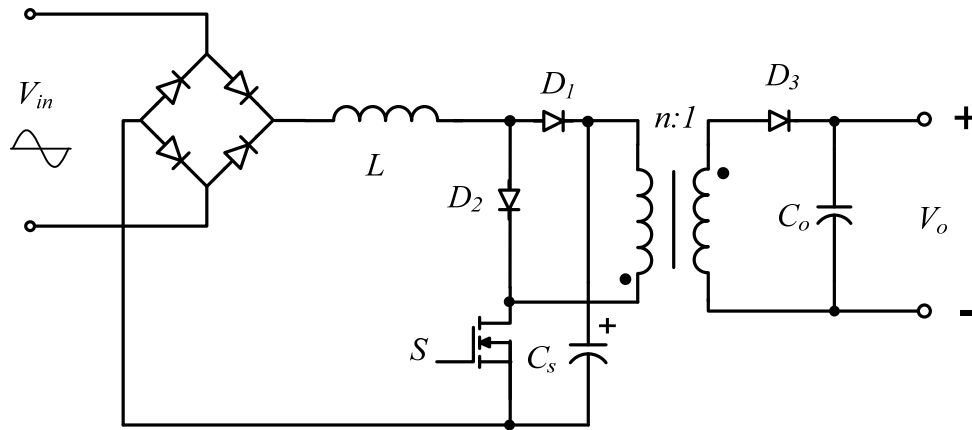 V_in
L
D_1
D_2
S
C_s
+
n:1
D_3
C_o
V_o
+
-